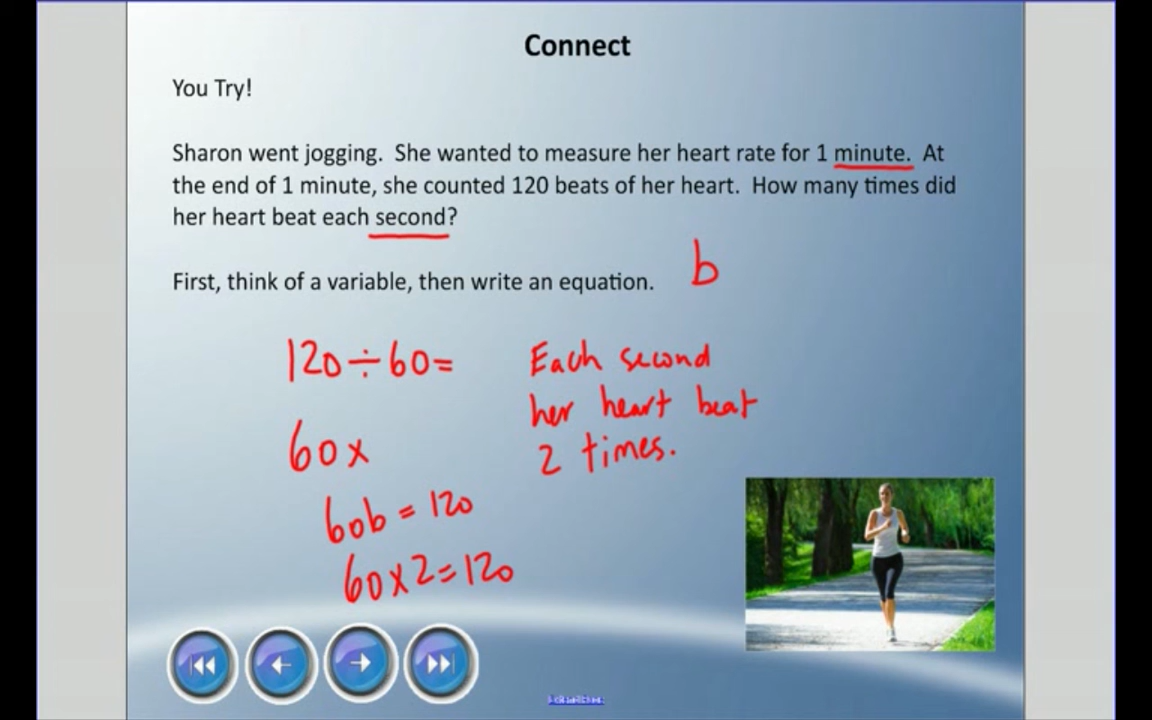 Connect
You Try!
Sharon went jogging. She wanted to measure her heart rate for 1 minute. At
the end of 1 minute, she counted 120 beats of her heart. How many times did
her heart beat each second?
First, think of a variable, then write an equation.
b
120÷60=
60x
60b = 120
60x2=120
Each second
her heart beat
2 times.